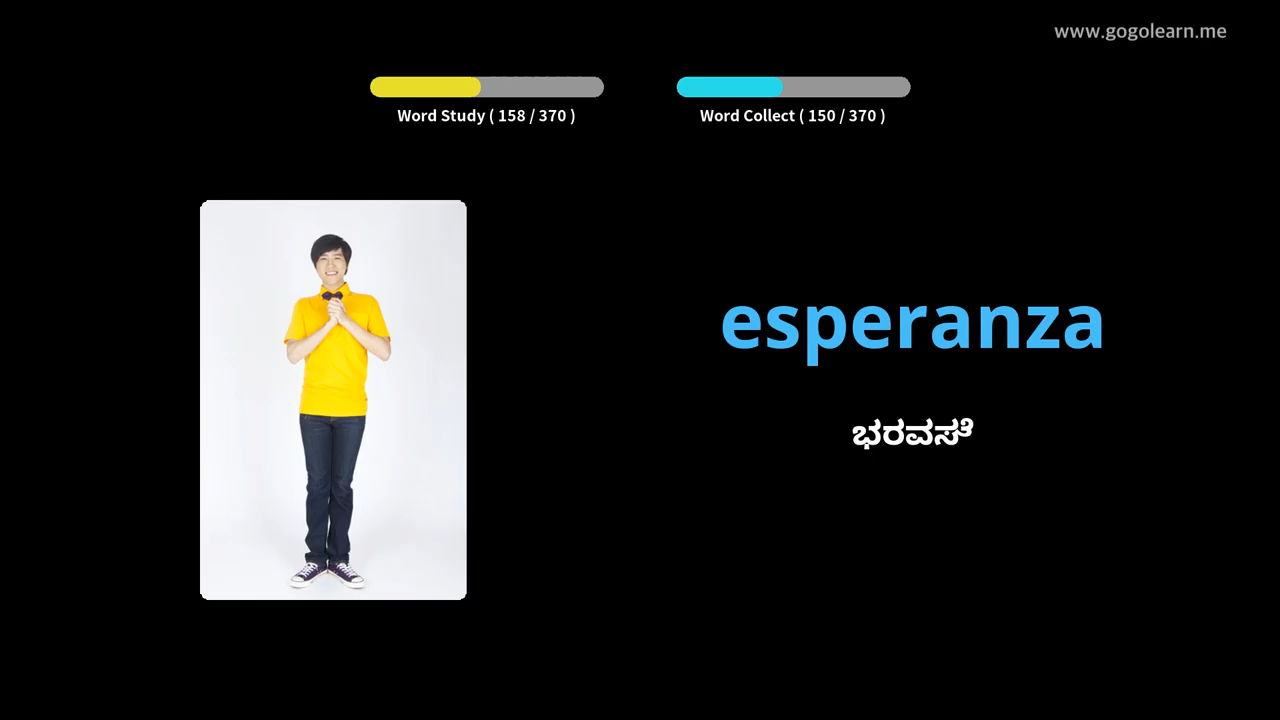 www.gogolearn.me
Word Study ( 158 / 370 )
Word Collect ( 150 / 370 )
esperanza
ಭರವಸೆ